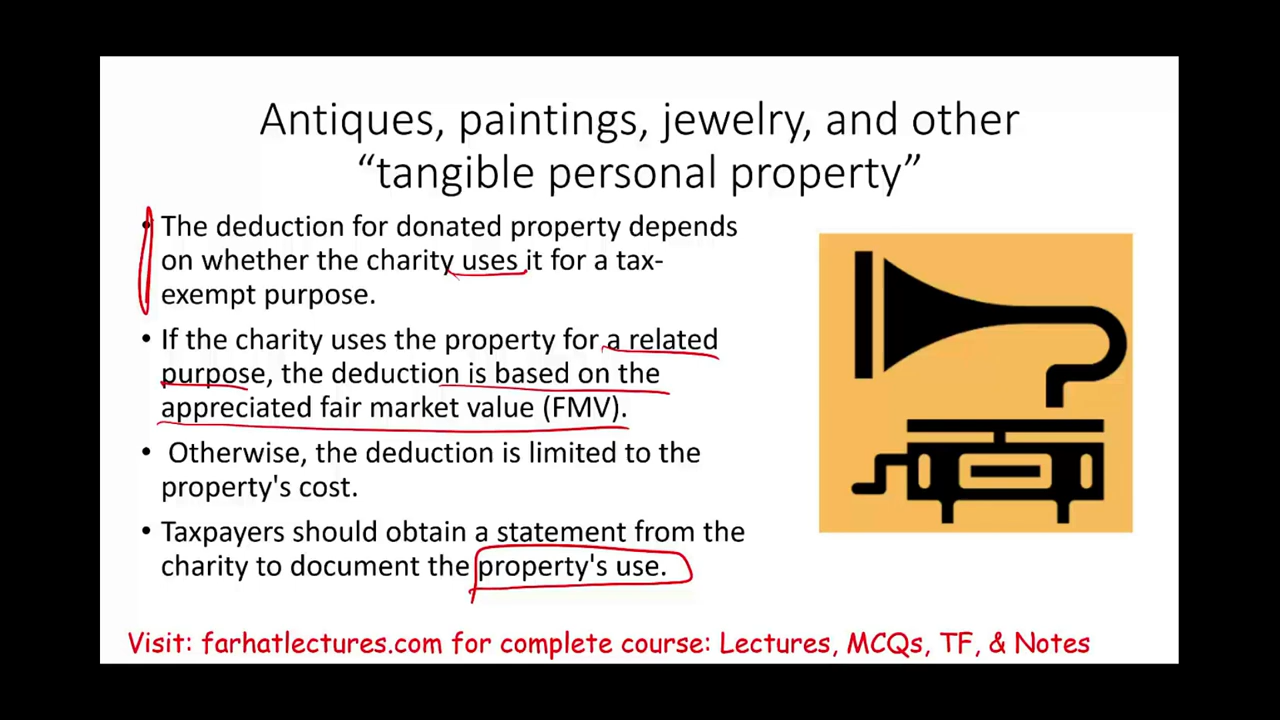 Antiques, paintings, jewelry, and other
“tangible personal property”
• The deduction for donated property depends
on whether the charity uses it for a tax-
exempt purpose.
• If the charity uses the property for a related
purpose, the deduction is based on the
appreciated fair market value (FMV).
• Otherwise, the deduction is limited to the
property's cost.
• Taxpayers should obtain a statement from the
charity to document the property's use.
Visit: farhatlectures.com for complete course: Lectures, MCQs, TF, & Notes